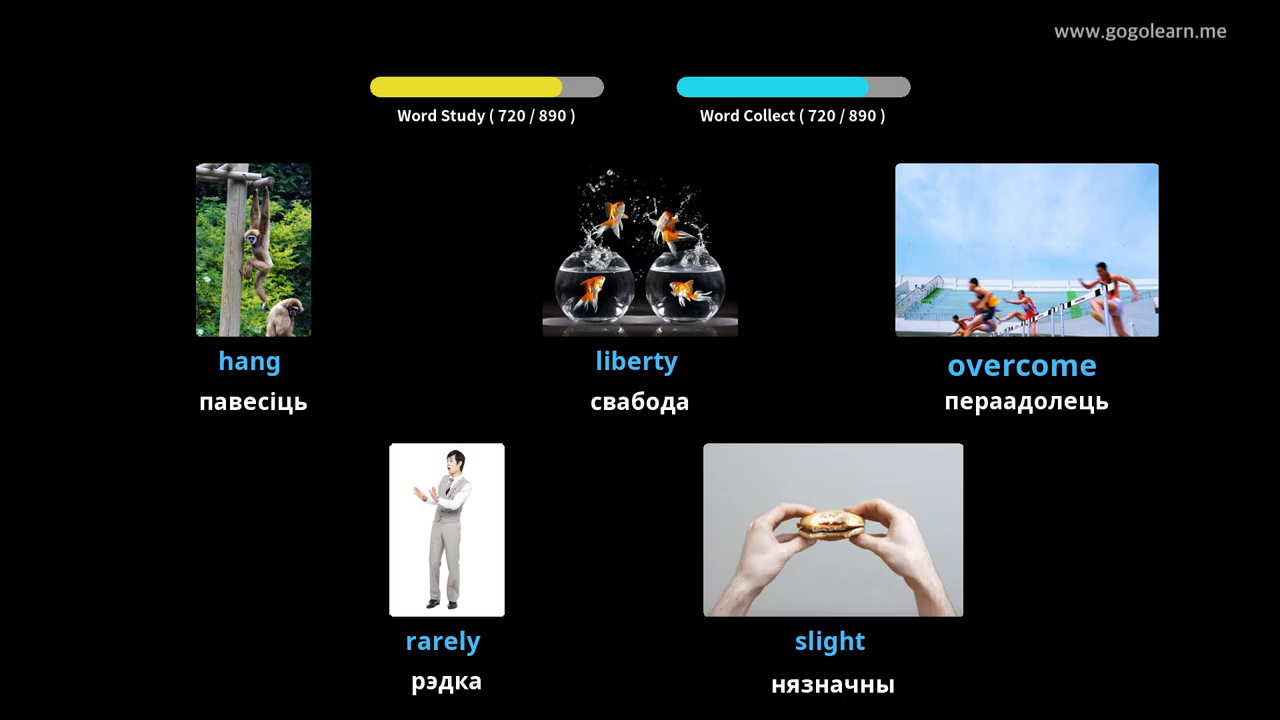 www.gogolearn.me
Word Study ( 720 / 890 )
Word Collect ( 720 / 890 )
hang
павесіць
liberty
свабода
overcome
пераадолець
rarely
рэдка
slight
нязначны